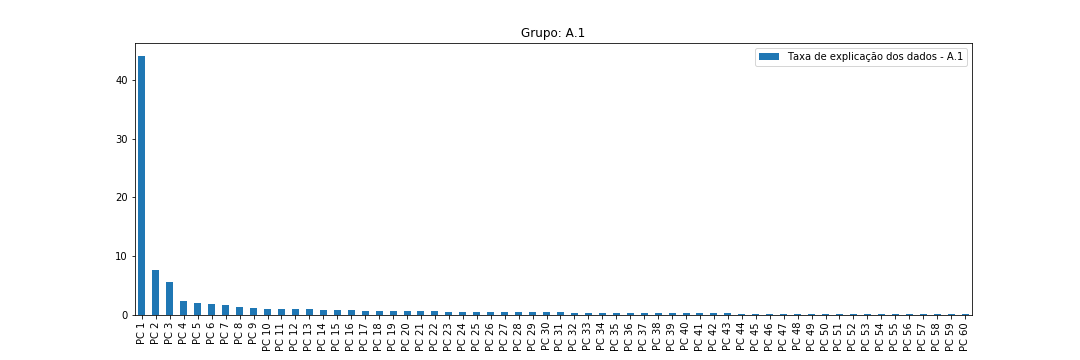 Grupo: A.1
Taxa de explicação dos dados - A.1
40
30
20
10
0
PC 1
PC 2
PC 3
PC 4
PC 5
PC 6
PC 7
PC 8
PC 9
PC 10
PC 11
PC 12
PC 13
PC 14
PC 15
PC 16
PC 17
PC 18
PC 19
PC 20
PC 21
PC 22
PC 23
PC 24
PC 25
PC 26
PC 27
PC 28
PC 29
PC 30
PC 31
PC 32
PC 33
PC 34
PC 35
PC 36
PC 37
PC 38
PC 39
PC 40
PC 41
PC 42
PC 43
PC 44
PC 45
PC 46
PC 47
PC 48
PC 49
PC 50
PC 51
PC 52
PC 53
PC 54
PC 55
PC 56
PC 57
PC 58
PC 59
PC 60